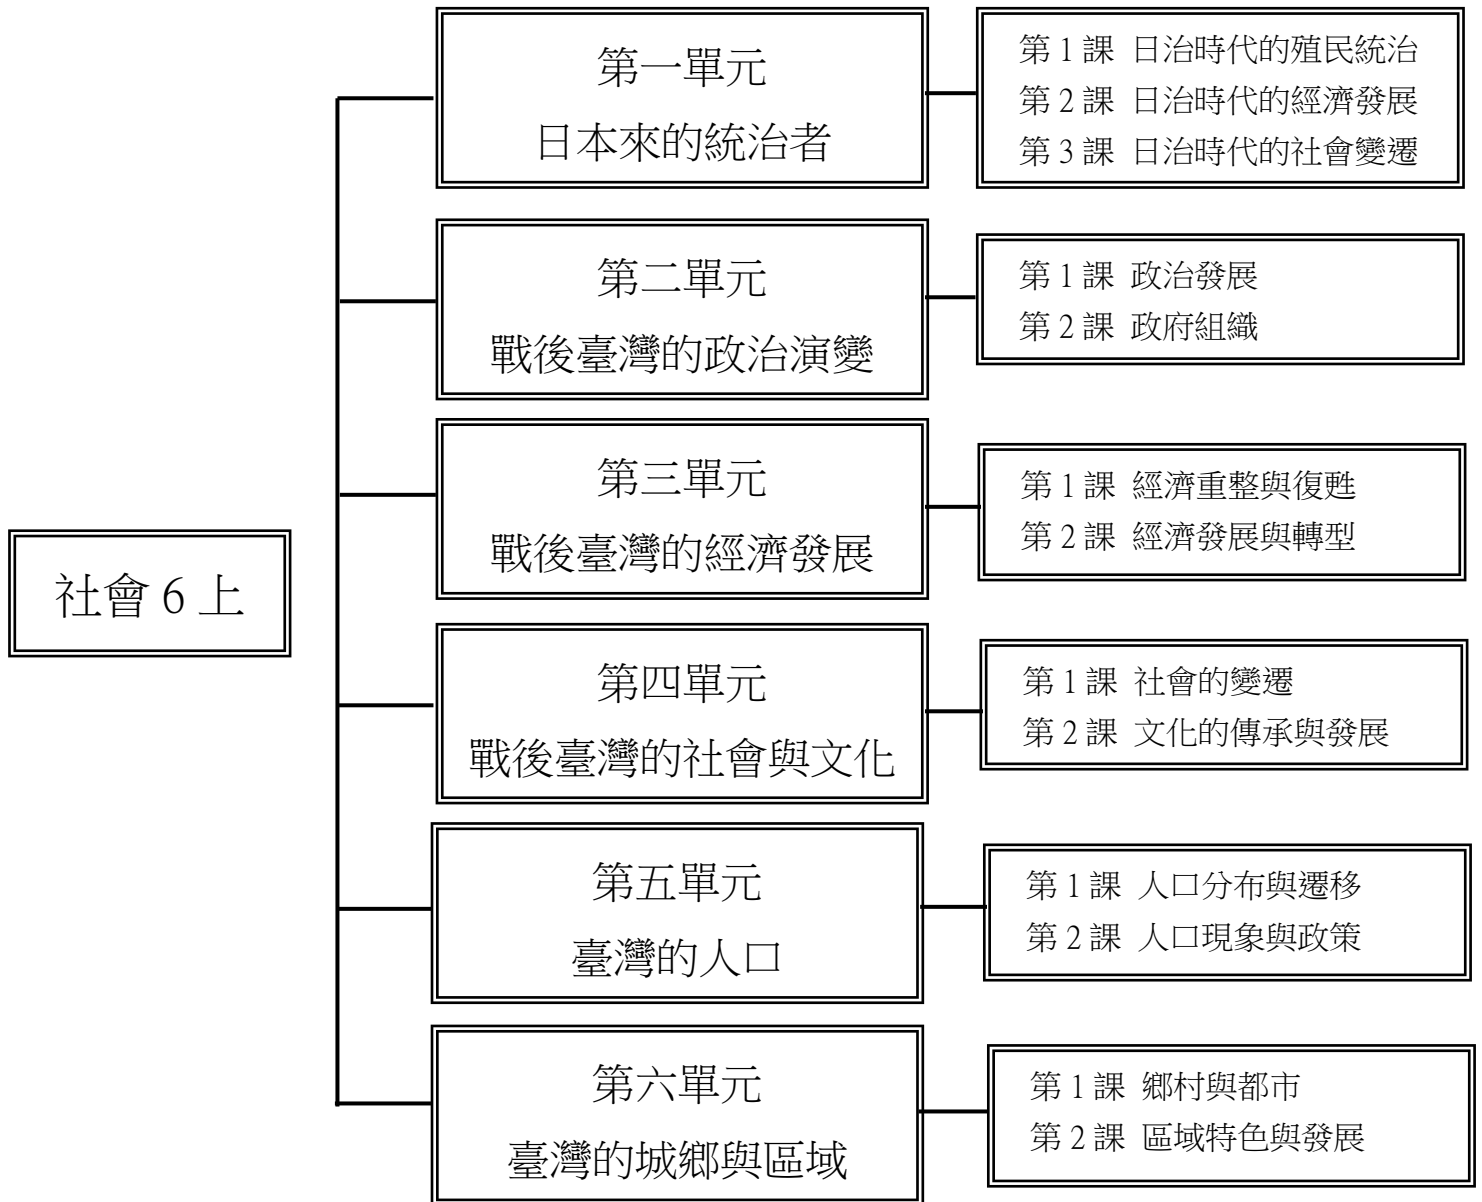 社會 6 上
第一單元
日本來的統治者
第 1 課 日治時代的殖民統治
第 2 課 日治時代的經濟發展
第 3 課 日治時代的社會變遷
第二單元
戰後臺灣的政治演變
第 1 課 政治發展
第 2 課 政府組織
第三單元
戰後臺灣的經濟發展
第 1 課 經濟重整與復甦
第 2 課 經濟發展與轉型
第四單元
戰後臺灣的社會與文化
第 1 課 社會的變遷
第 2 課 文化的傳承與發展
第五單元
臺灣的人口
第 1 課 人口分布與遷移
第 2 課 人口現象與政策
第六單元
臺灣的城鄉與區域
第 1 課 鄉村與都市
第 2 課 區域特色與發展